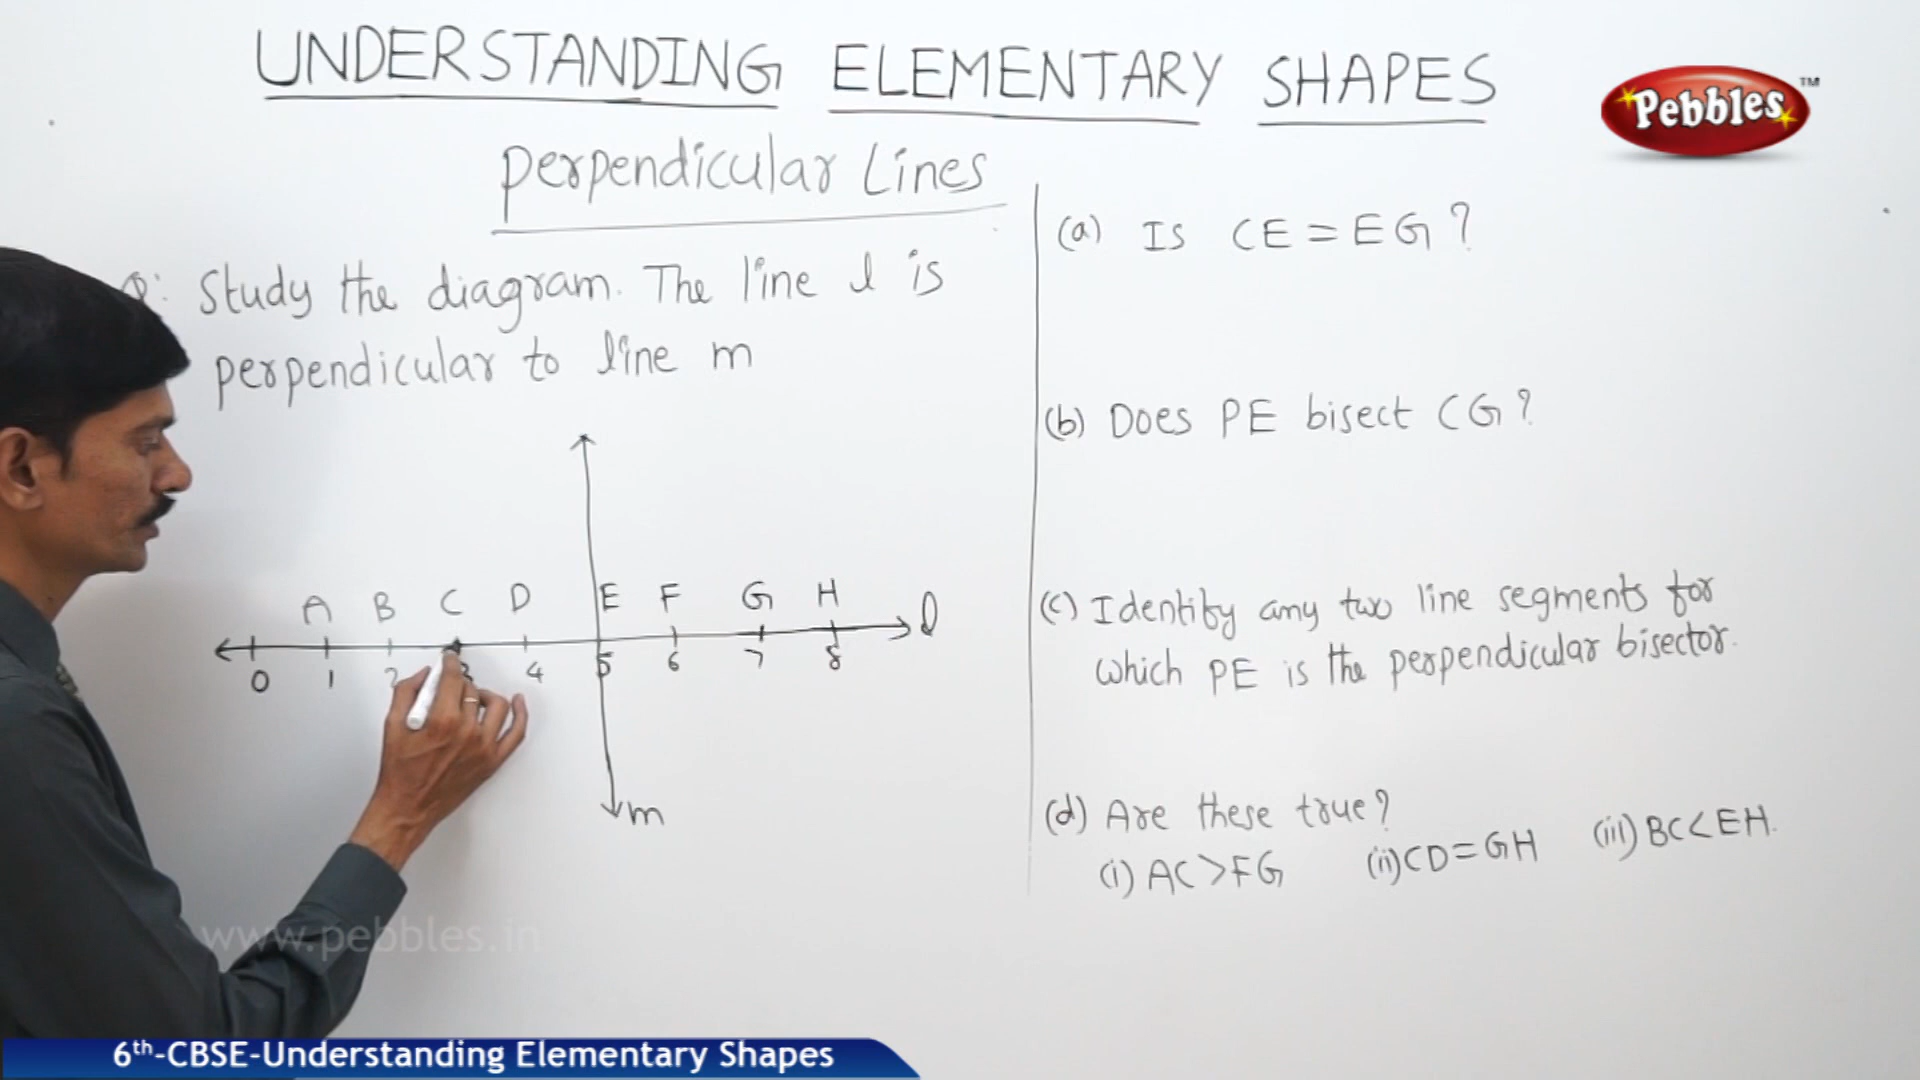 UNDERSTANDING ELEMENTARY SHAPES
Pebbles™
Perpendicular Lines
Q: Study the diagram. The line l is
perpendicular to line m
A B C D E F G H l
0 1 2 3 4 5 6 7 8
m
(a) Is CE = EG?
(b) Does PE bisect CG?
(c) Identify any two line segments for
which PE is the perpendicular bisector.
(d) Are these true?
(i) AC > FG (ii) CD = GH (iii) BC < EH.
www.pebbles.in
6th-CBSE-Understanding Elementary Shapes